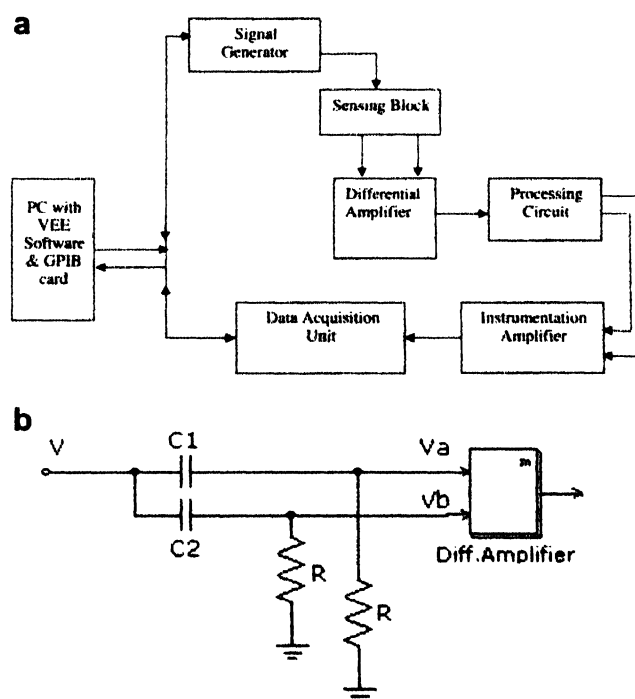 a
Signal
Generator
Sensing Block
Differential
Amplifier
Processing
Circuit
PC with
VEE
Software
& GPIB
card
Data Acquisition
Unit
Instrumentation
Amplifier
b
V
C1
Va
m
C2
Vb
R
R
Diff.Amplifier